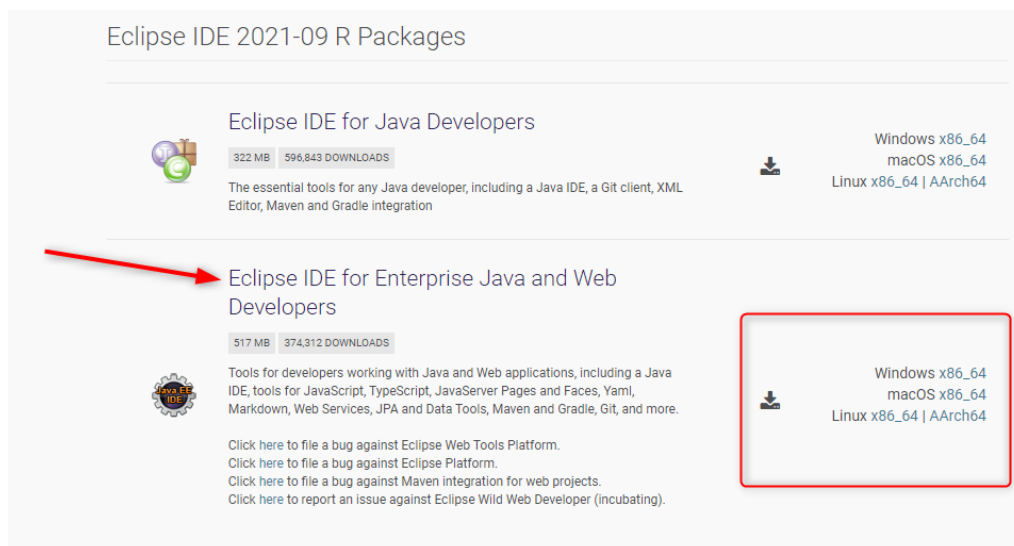 Eclipse IDE 2021-09 R Packages
Eclipse IDE for Java Developers
322 MB 596,843 DOWNLOADS
The essential tools for any Java developer, including a Java IDE, a Git client, XML
Editor, Maven and Gradle integration
Windows x86_64
macOS x86_64
Linux x86_64 | AArch64
Eclipse IDE for Enterprise Java and Web
Developers
517 MB 374,312 DOWNLOADS
Java EE
IDE
Tools for developers working with Java and Web applications, including a Java
IDE, tools for JavaScript, TypeScript, JavaServer Pages and Faces, Yaml,
Markdown, Web Services, JPA and Data Tools, Maven and Gradle, Git, and more.
Click here to file a bug against Eclipse Web Tools Platform.
Click here to file a bug against Eclipse Platform.
Click here to file a bug against Maven integration for web projects.
Click here to report an issue against Eclipse Wild Web Developer (incubating).
Windows x86_64
macOS x86_64
Linux x86_64 | AArch64